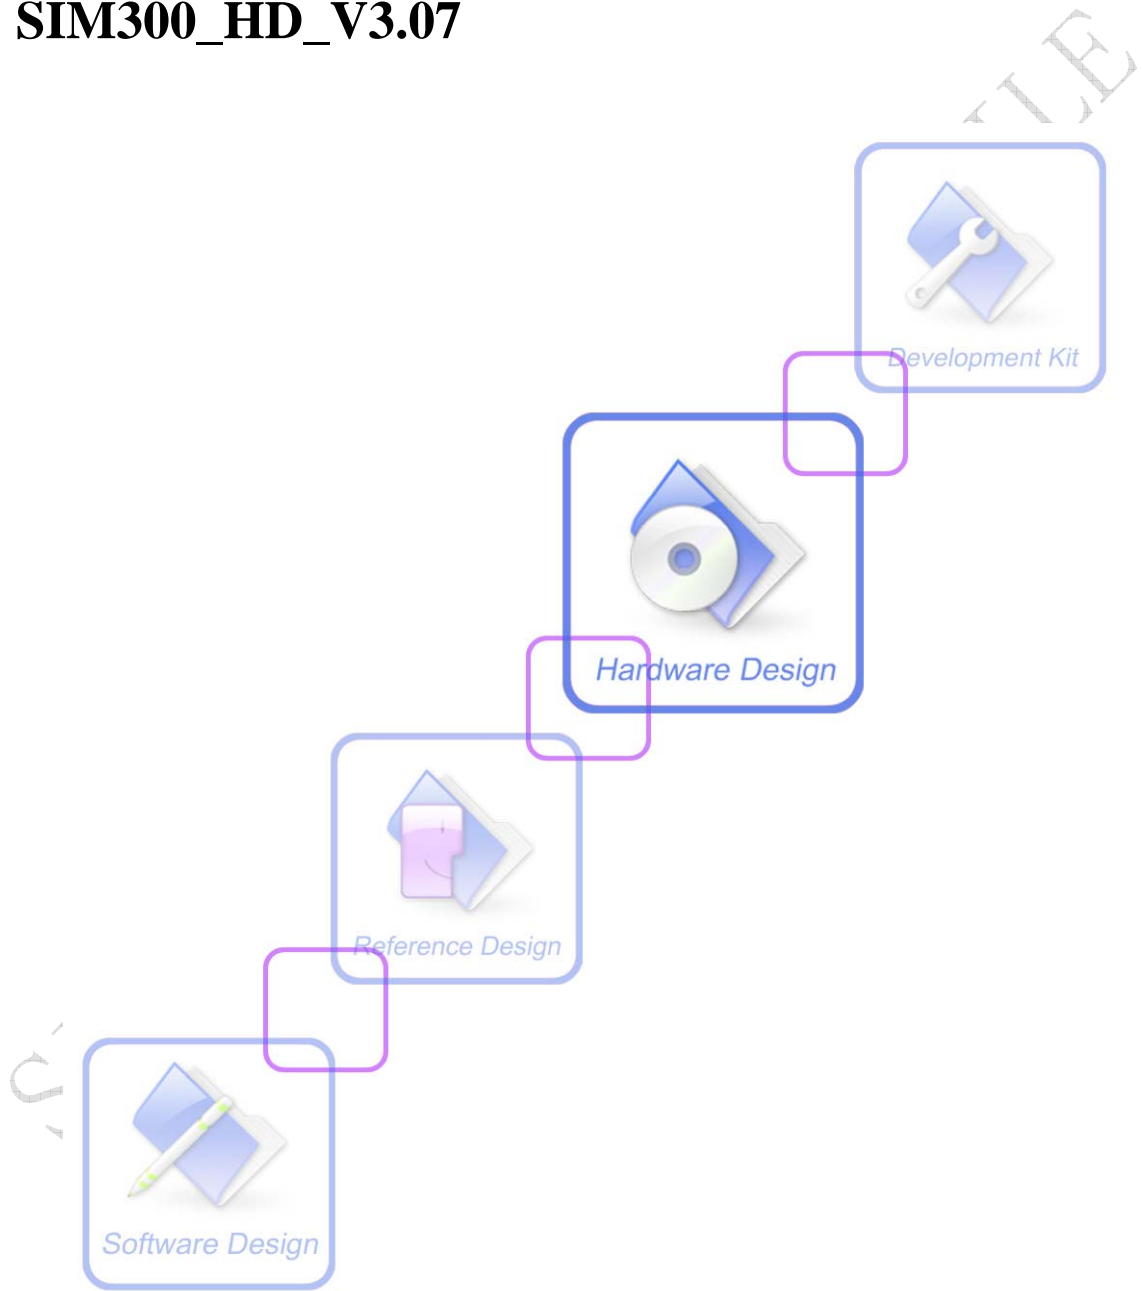 SIM300_HD_V3.07
Development Kit
Hardware Design
Reference Design
Software Design